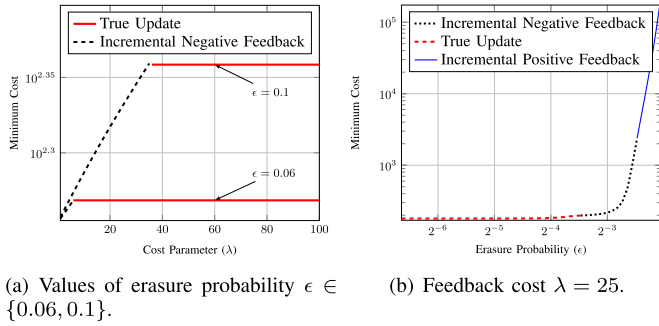 True Update
Incremental Negative Feedback
10^2.35
10^2.3
ϵ = 0.1
ϵ = 0.06
20 40 60 80 100
Minimum Cost
Cost Parameter (λ)
(a) Values of erasure probability ϵ ∈
{0.06, 0.1}.
Incremental Negative Feedback
True Update
Incremental Positive Feedback
10^5
10^4
10^3
2^−6 2^−5 2^−4 2^−3
Minimum Cost
Erasure Probability (ϵ)
(b) Feedback cost λ = 25.